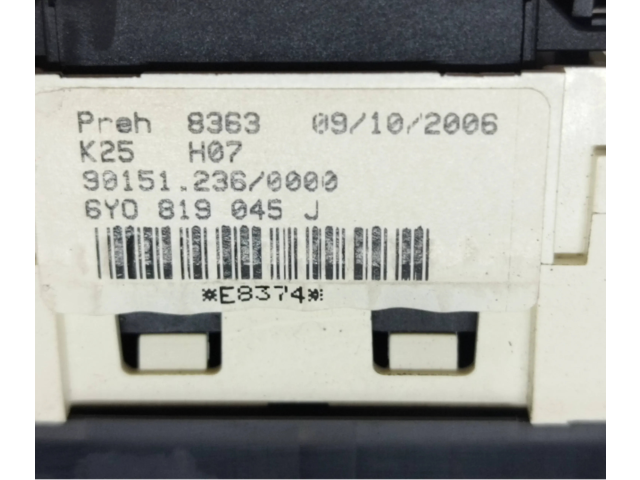 Preh 8363 09/10/2006
K25 H07
90151.236/0000
6Y0 819 045 J
*E8374*